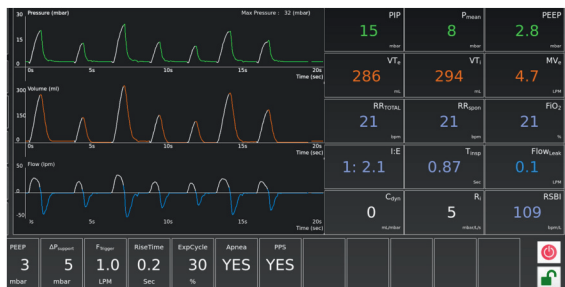 Pressure (mbar) Max Pressure : 32 (mbar)
30
15
0
0s 5s 10s 15s 20s
Time (sec)
Volume (ml)
300
150
0
0s 5s 10s 15s 20s
Time (sec)
Flow (lpm)
50
0
-50
5s 10s 15s 20s
Time (sec)
PIP
15
mbar
Pmean
8
mbar
PEEP
2.8
mbar
VTe
286
mL
VTi
294
mL
MVe
4.7
LPM
RRTOTAL
21
bpm
RRspon
21
bpm
FiO2
21
%
I:E
1: 2.1
Tinsp
0.87
Sec
FlowLeak
0.1
LPM
Cdyn
0
mL/mbar
Ri
5
mbar/L/s
RSBI
109
bpm/L
PEEP
3
mbar
ΔPsupport
5
mbar
FTrigger
1.0
LPM
RiseTime
0.2
Sec
ExpCycle
30
%
Apnea
YES
PPS
YES